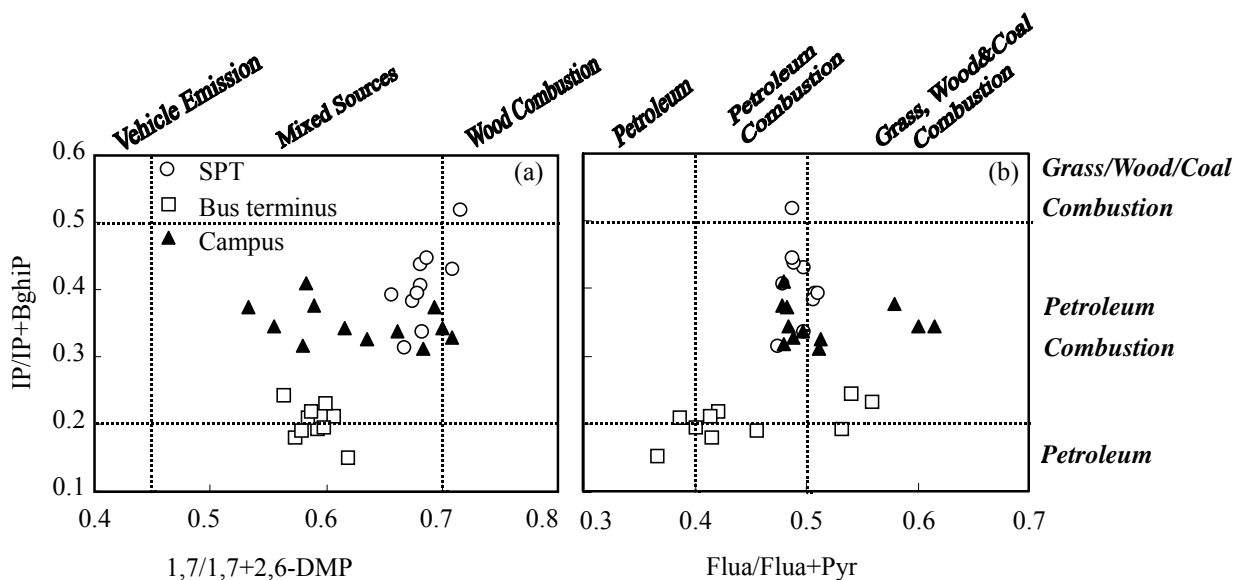 Vehicle Emission
Mixed Sources
Wood Combustion
Petroleum
Petroleum
Combustion
Grass, Wood&Coal
Combustion
0.6
0.5
0.4
0.3
0.2
0.1
IP/IP+BghiP
SPT
Bus terminus
Campus
(a)
(b)
Grass/Wood/Coal
Combustion
Petroleum
Combustion
Petroleum
0.4
0.5
0.6
0.7
0.8
0.3
0.4
0.5
0.6
0.7
1,7/1,7+2,6-DMP
Flua/Flua+Pyr